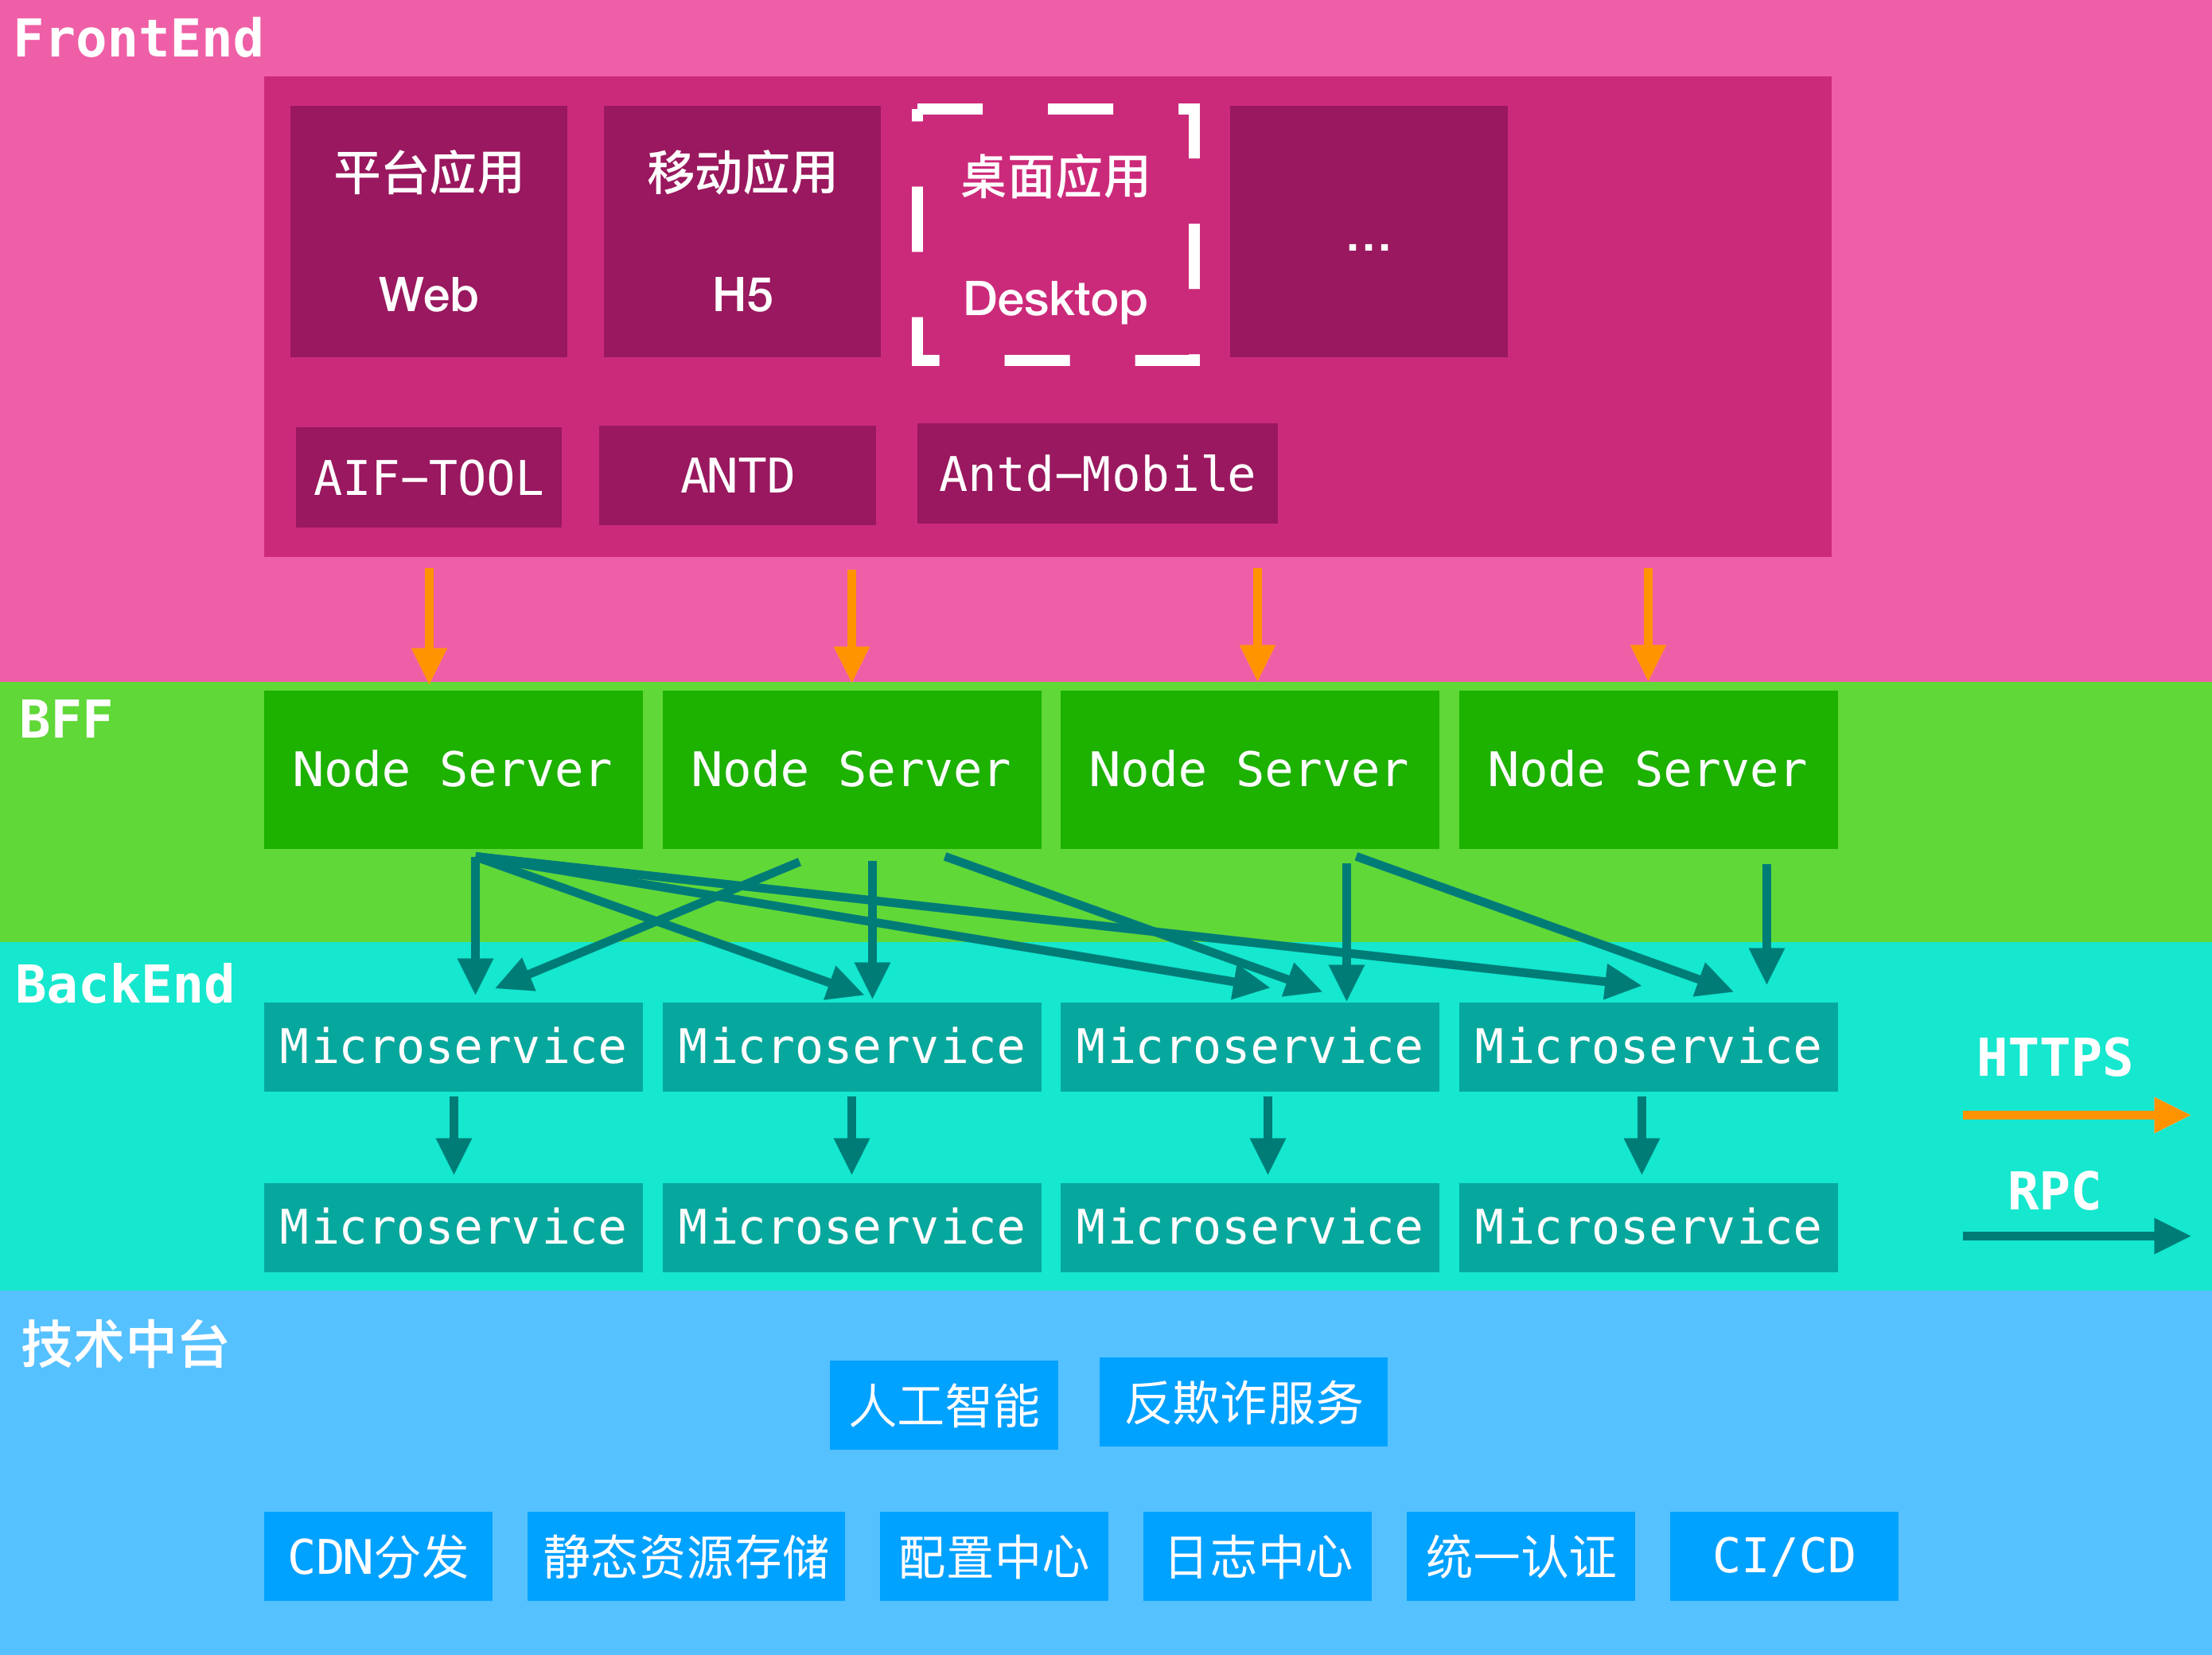 FrontEnd
平台应用
Web
移动应用
H5
桌面应用
Desktop
...
AIF-TOOL
ANTD
Antd-Mobile
BFF
Node Server
Node Server
Node Server
Node Server
BackEnd
Microservice
Microservice
Microservice
Microservice
HTTPS
Microservice
Microservice
Microservice
Microservice
RPC
技术中台
人工智能
反欺诈服务
CDN分发
静态资源存储
配置中心
日志中心
统一认证
CI/CD